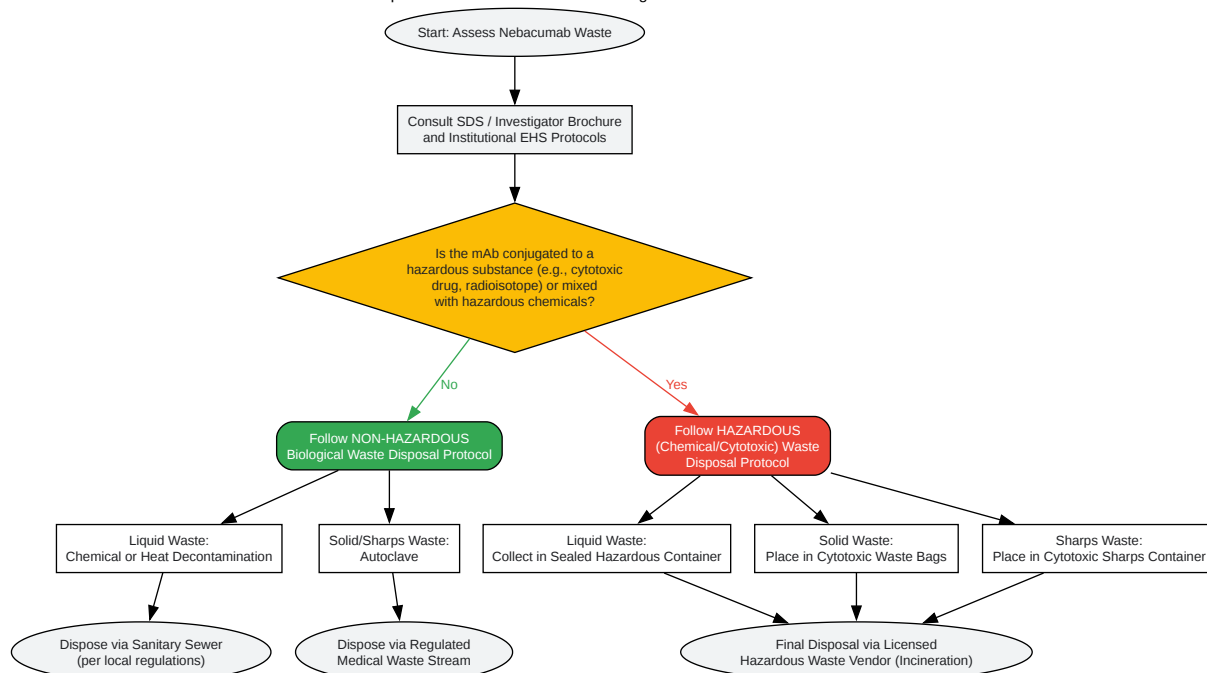 Start: Assess Nebacumab Waste
Consult SDS / Investigator Brochure
and Institutional EHS Protocols
Is the mAb conjugated to a
hazardous substance (e.g., cytotoxic
drug, radioisotope) or mixed
with hazardous chemicals?
No
Yes
Follow NON-HAZARDOUS
Biological Waste Disposal Protocol
Follow HAZARDOUS
(Chemical/Cytotoxic) Waste
Disposal Protocol
Liquid Waste:
Chemical or Heat Decontamination
Solid/Sharps Waste:
Autoclave
Liquid Waste:
Collect in Sealed Hazardous Container
Solid Waste:
Place in Cytotoxic Waste Bags
Sharps Waste:
Place in Cytotoxic Sharps Container
Dispose via Sanitary Sewer
(per local regulations)
Dispose via Regulated
Medical Waste Stream
Final Disposal via Licensed
Hazardous Waste Vendor (Incineration)